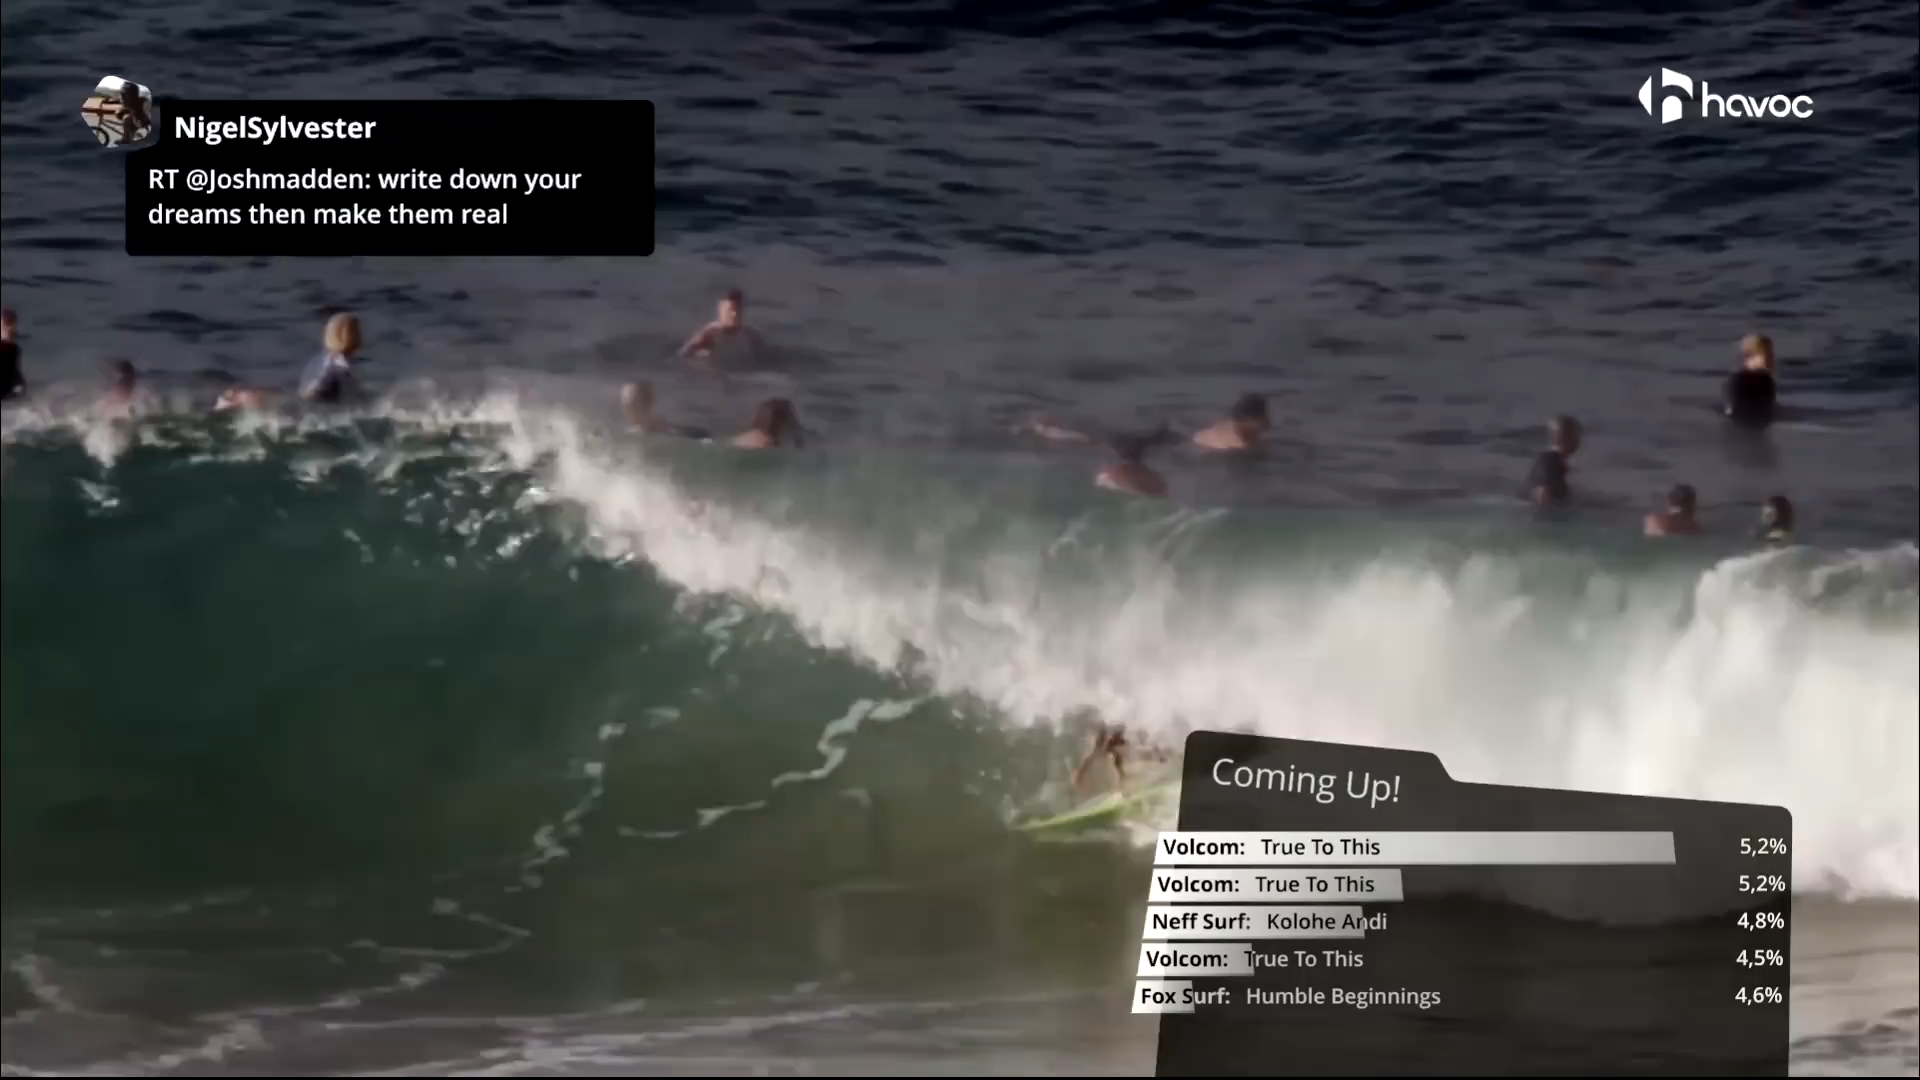 NigelSylvester
RT @Joshmadden: write down your
dreams then make them real
havoc
Coming Up!
Volcom: True To This 5,2%
Volcom: True To This 5,2%
Neff Surf: Kolohe Andi 4,8%
Volcom: True To This 4,5%
Fox Surf: Humble Beginnings 4,6%